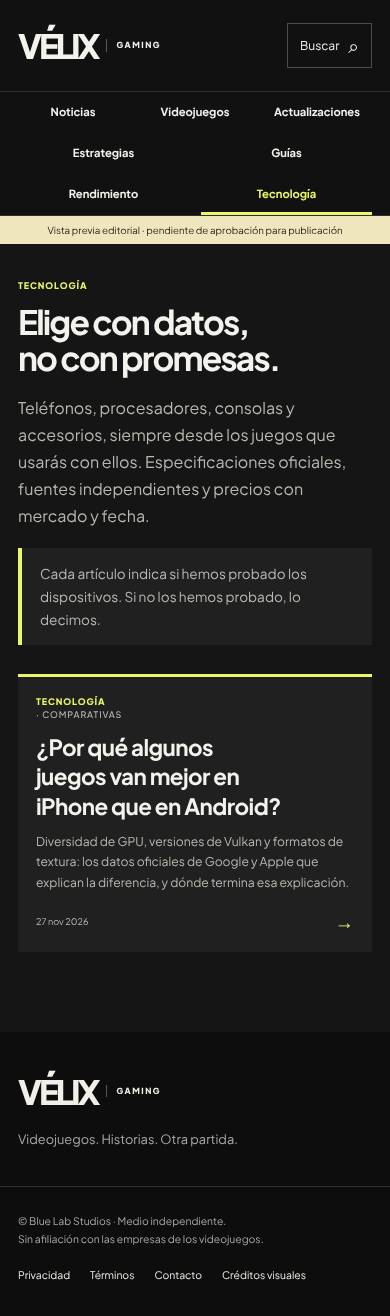 VÉLIX GAMING
Buscar
Noticias Videojuegos Actualizaciones
Estrategias Guías
Rendimiento Tecnología
Vista previa editorial · pendiente de aprobación para publicación
TECNOLOGÍA
Elige con datos,
no con promesas.
Teléfonos, procesadores, consolas y
accesorios, siempre desde los juegos que
usarás con ellos. Especificaciones oficiales,
fuentes independientes y precios con
mercado y fecha.
Cada artículo indica si hemos probado los
dispositivos. Si no los hemos probado, lo
decimos.
TECNOLOGÍA
· COMPARATIVAS
¿Por qué algunos
juegos van mejor en
iPhone que en Android?
Diversidad de GPU, versiones de Vulkan y formatos de
textura: los datos oficiales de Google y Apple que
explican la diferencia, y dónde termina esa explicación.
27 nov 2026 →
VÉLIX GAMING
Videojuegos. Historias. Otra partida.
© Blue Lab Studios · Medio independiente.
Sin afiliación con las empresas de los videojuegos.
Privacidad Términos Contacto Créditos visuales